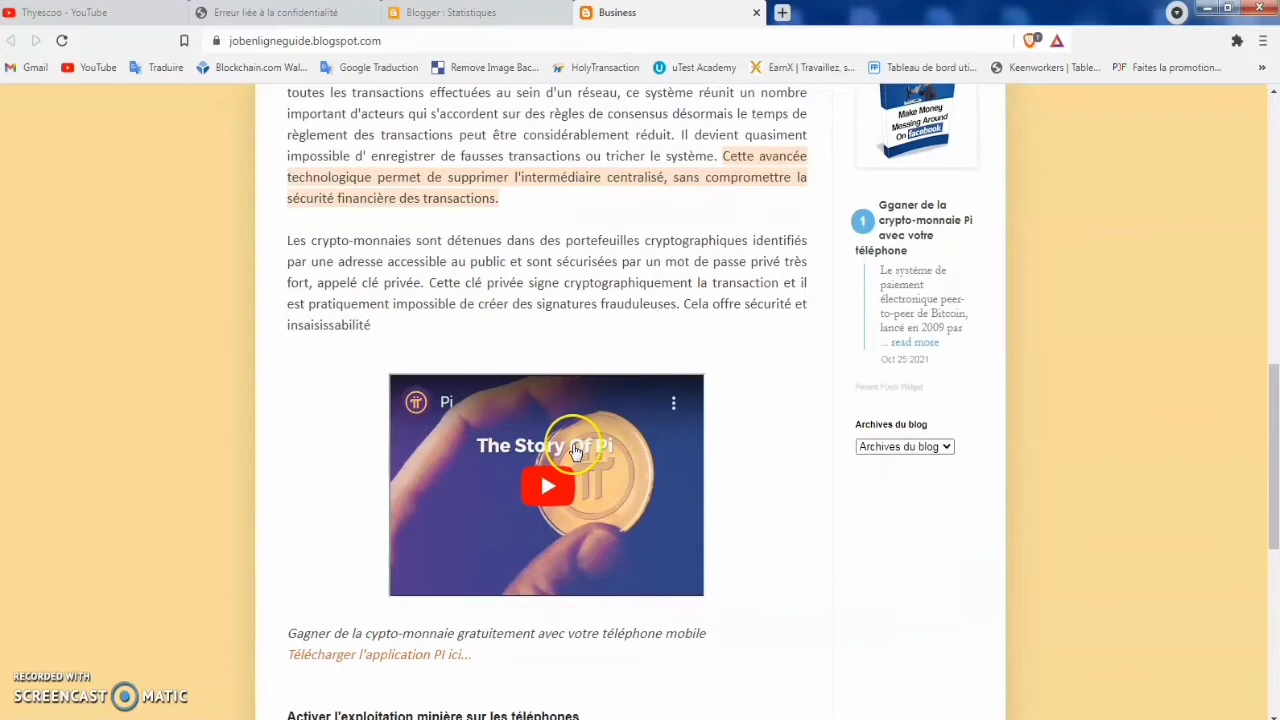 Thyescoo - YouTube
Erreur liée à la confidentialité
Blogger : Statistiques
Business
jobenligneguide.blogspot.com
7
Gmail
YouTube
Traduire
Blockchain.com Wal...
Google Traduction
Remove Image Bac...
HolyTransaction
uTest Academy
EarnX | Travaillez, s...
Tableau de bord uti...
Keenworkers | Table...
Faites la promotion...
»
toutes les transactions effectuées au sein d'un réseau, ce système réunit un nombre
important d'acteurs qui s'accordent sur des règles de consensus désormais le temps de
règlement des transactions peut être considérablement réduit. Il devient quasiment
impossible d' enregistrer de fausses transactions ou tricher le système. Cette avancée
technologique permet de supprimer l'intermédiaire centralisé, sans compromettre la
sécurité financière des transactions.
Les crypto-monnaies sont détenues dans des portefeuilles cryptographiques identifiés
par une adresse accessible au public et sont sécurisées par un mot de passe privé très
fort, appelé clé privée. Cette clé privée signe cryptographiquement la transaction et il
est pratiquement impossible de créer des signatures frauduleuses. Cela offre sécurité et
insaisissabilité
Pi
The Story Of Pi
Gagner de la cypto-monnaie gratuitement avec votre téléphone mobile
Télécharger l'application PI ici...
Activer l'exploitation minière sur les téléphones
Make Money
Messing Around
On facebook
1
Gganer de la
crypto-monnaie Pi
avec votre
téléphone
Le système de
paiement
électronique peer-
to-peer de Bitcoin,
lancé en 2009 par
... read more
Oct 25 2021
Recent Posts Widget
Archives du blog
Archives du blog
RECORDED WITH
SCREENCAST MATIC